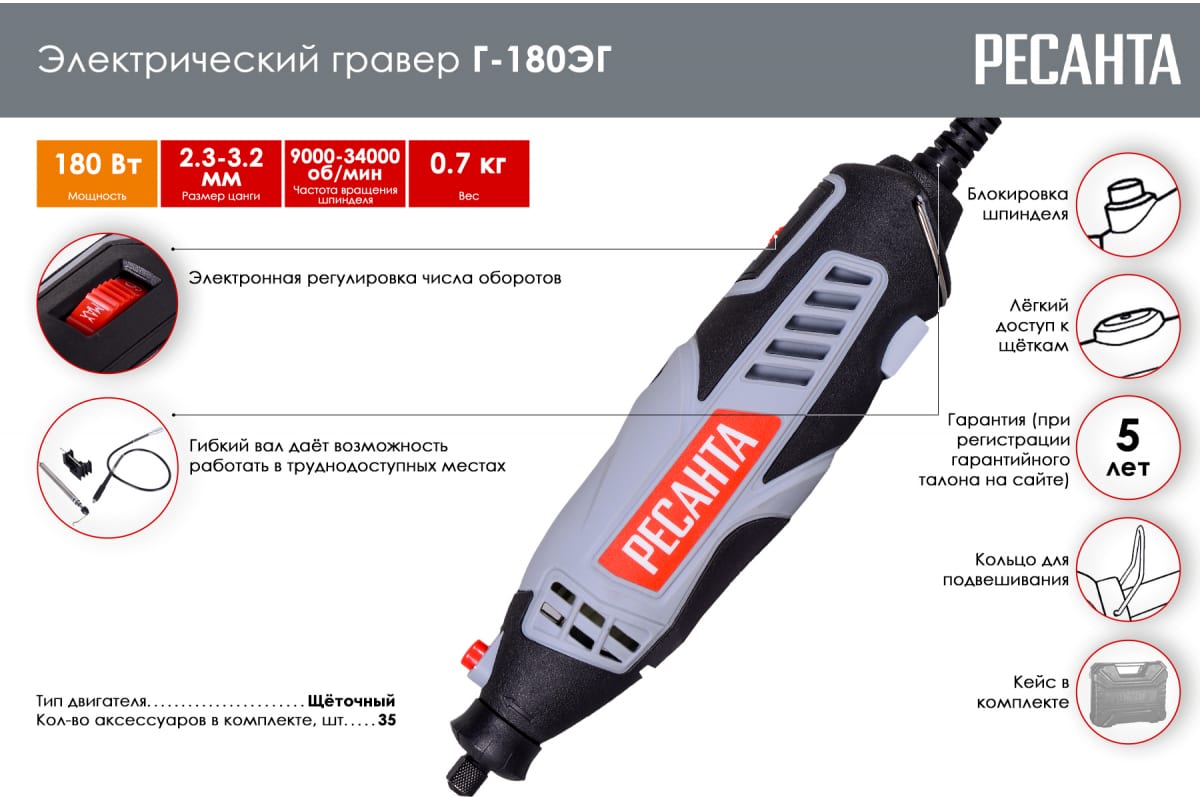 Электрический гравер Г-180ЭГ
РЕСАНТА
180 Вт
Мощность
2.3-3.2
мм
Размер цанги
9000-34000
об/мин
Частота вращения
шпинделя
0.7 кг
Вес
Электронная регулировка числа оборотов
MAX
Гибкий вал даёт возможность
работать в труднодоступных местах
РЕСАНТА
Блокировка
шпинделя
Лёгкий
доступ к
щёткам
Гарантия (при
регистрации
гарантийного
талона на сайте)
5
лет
Кольцо для
подвешивания
Кейс в
комплекте
Тип двигателя....................... Щёточный
Кол-во аксессуаров в комплекте, шт.....35